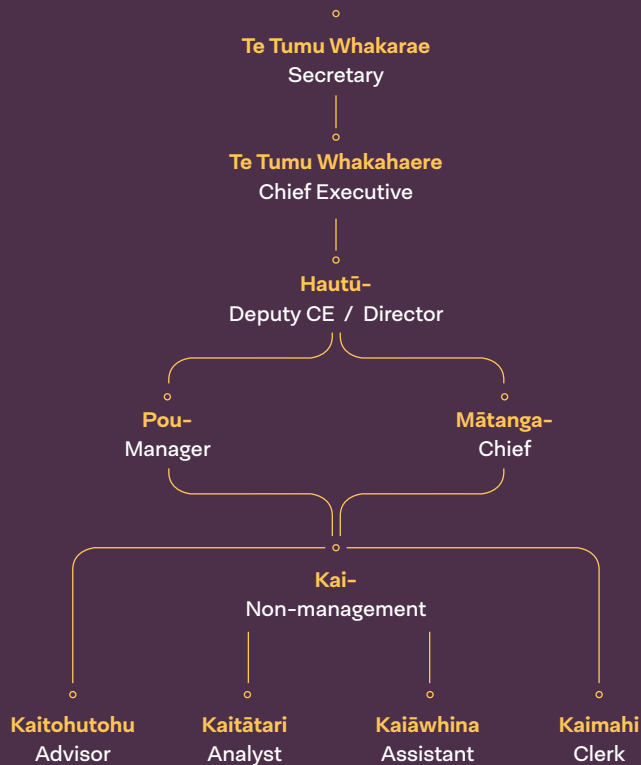 Te Tumu Whakarae
Secretary
Te Tumu Whakahaere
Chief Executive
Hautū-
Deputy CE / Director
Pou-
Manager
Mātanga-
Chief
Kai-
Non-management
Kaitohutohu
Advisor
Kaitātari
Analyst
Kaiāwhina
Assistant
Kaimahi
Clerk